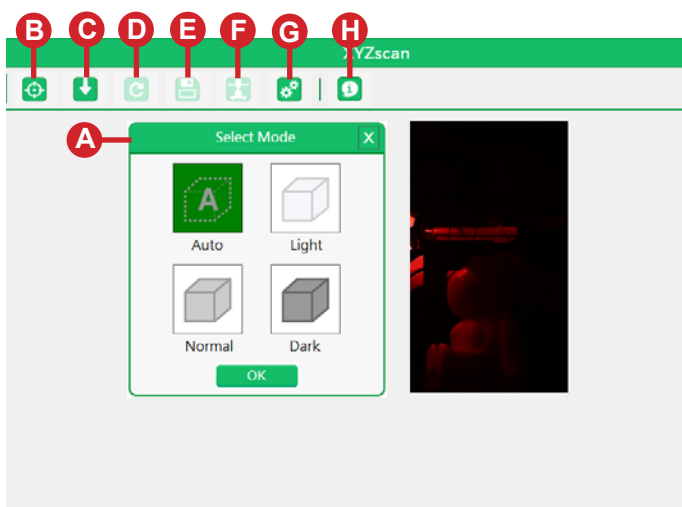 B C D E F G H
XYZscan
A
Select Mode X
A
Auto Light
Normal Dark
OK